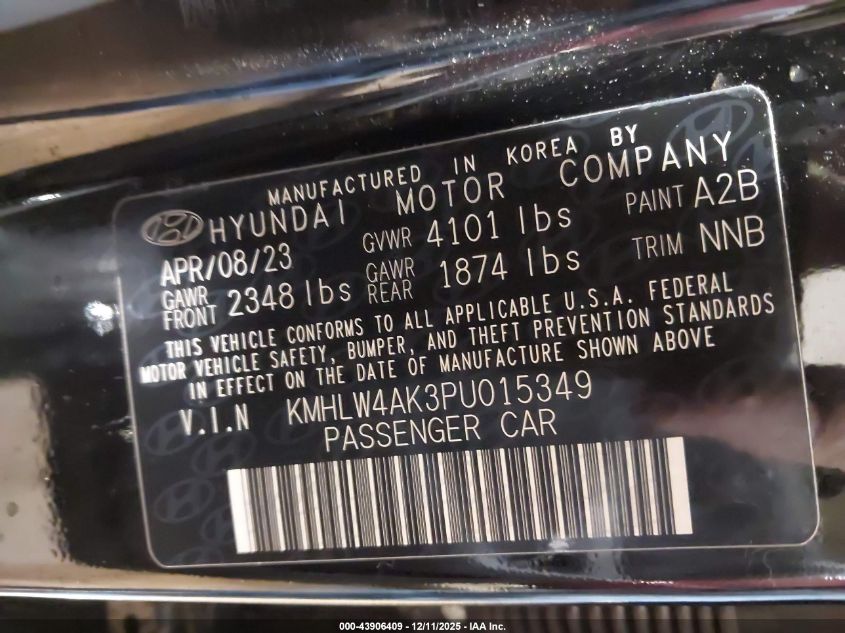 MANUFACTURED IN KOREA BY
HYUNDAI MOTOR COMPANY
APR/08/23 GVWR 4101 lbs PAINT A2B
GAWR FRONT 2348 lbs GAWR REAR 1874 lbs TRIM NNB
THIS VEHICLE CONFORMS TO ALL APPLICABLE U.S.A. FEDERAL
MOTOR VEHICLE SAFETY, BUMPER, AND THEFT PREVENTION STANDARDS
IN EFFECT ON THE DATE OF MANUFACTURE SHOWN ABOVE
V.I.N KMHLW4AK3PU015349
PASSENGER CAR
000-43906409 - 12/11/2025 - IAA Inc.